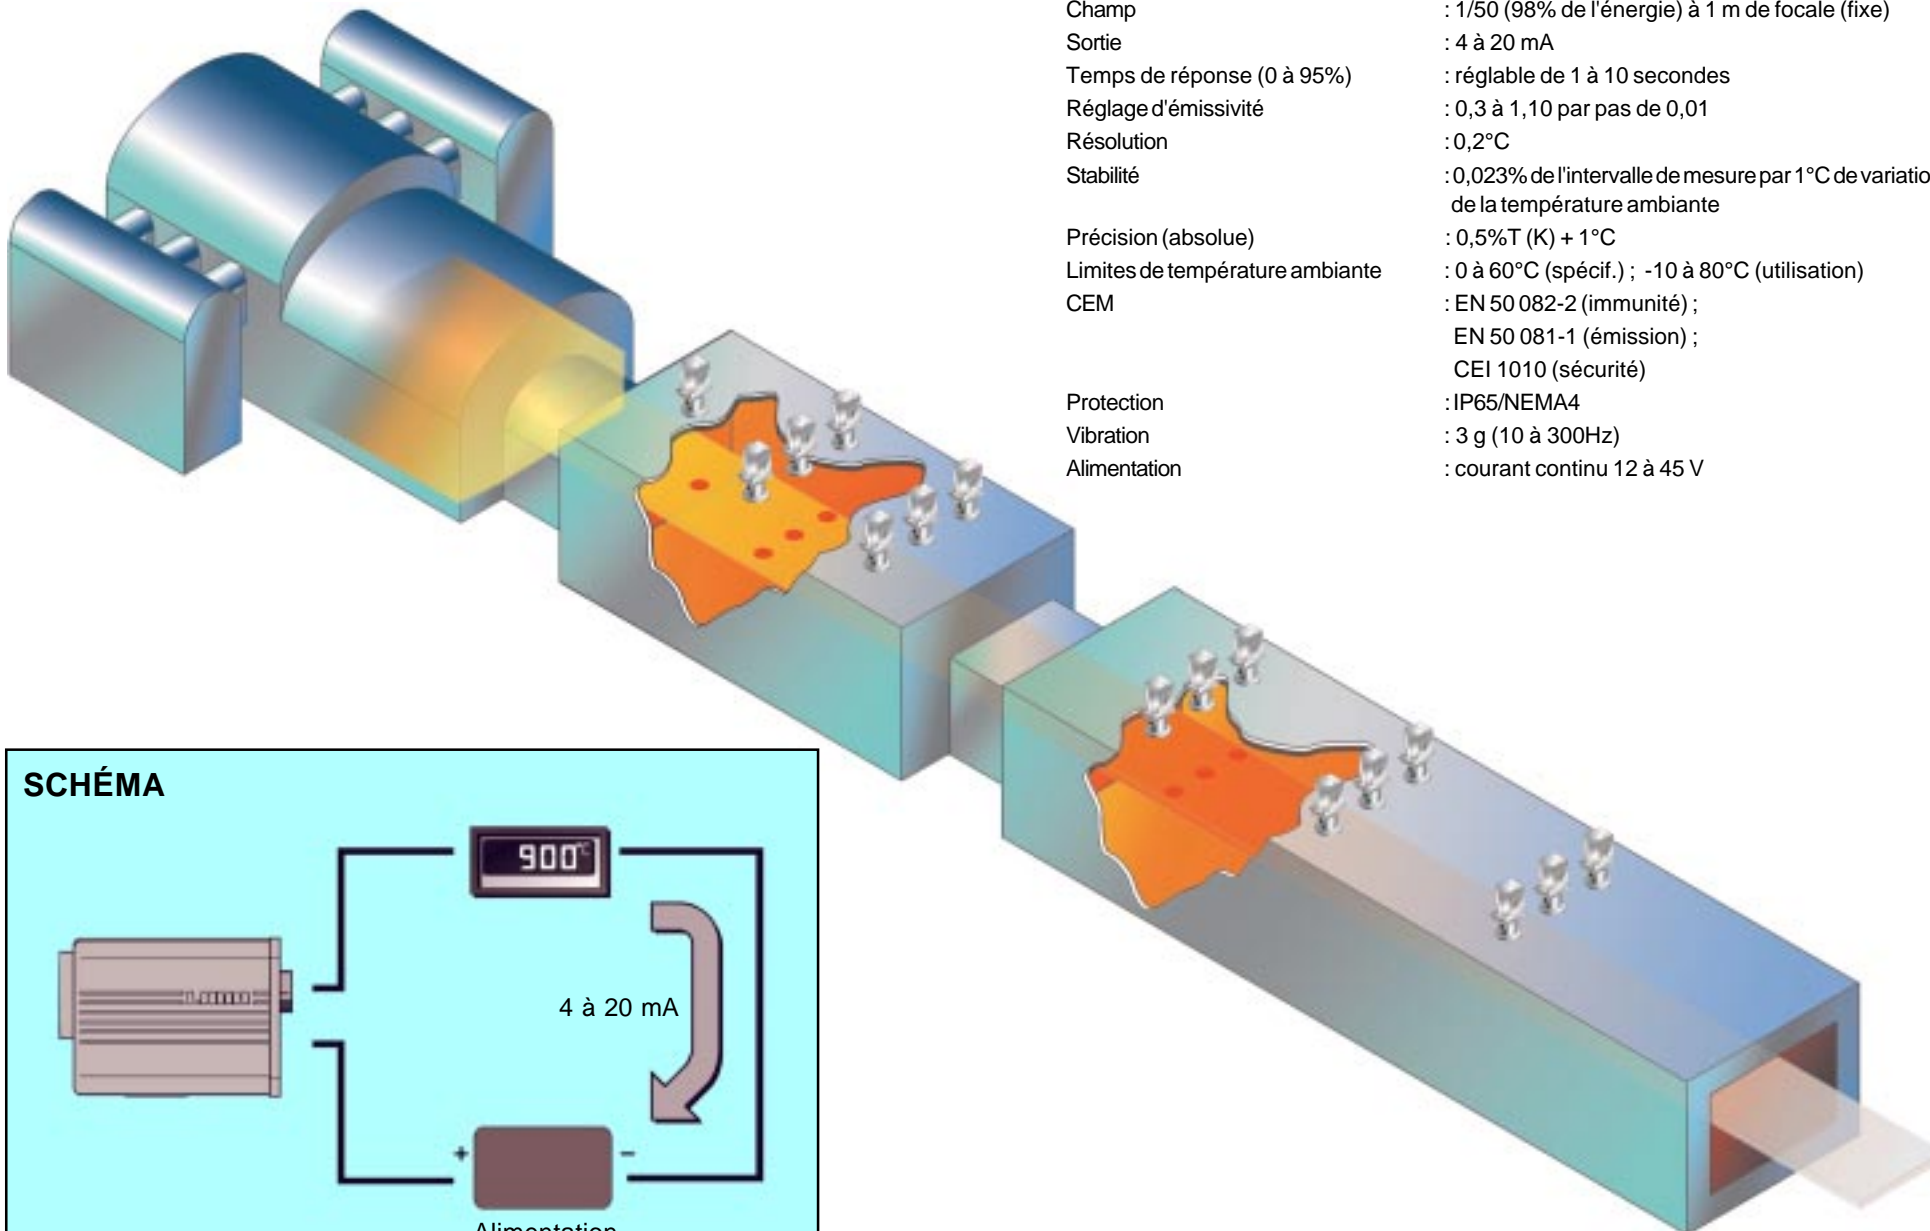 Champ : 1/50 (98% de l'énergie) à 1 m de focale (fixe)
Sortie : 4 à 20 mA
Temps de réponse (0 à 95%) : réglable de 1 à 10 secondes
Réglage d'émissivité : 0,3 à 1,10 par pas de 0,01
Résolution : 0,2°C
Stabilité : 0,023% de l'intervalle de mesure par 1°C de variatio
de la température ambiante
Précision (absolue) : 0,5%T (K) + 1°C
Limites de température ambiante : 0 à 60°C (spécif.) ; -10 à 80°C (utilisation)
CEM : EN 50 082-2 (immunité) ;
EN 50 081-1 (émission) ;
CEI 1010 (sécurité)
Protection : IP65/NEMA4
Vibration : 3 g (10 à 300Hz)
Alimentation : courant continu 12 à 45 V
SCHÉMA
900°C
4 à 20 mA
+ −
Alimentation